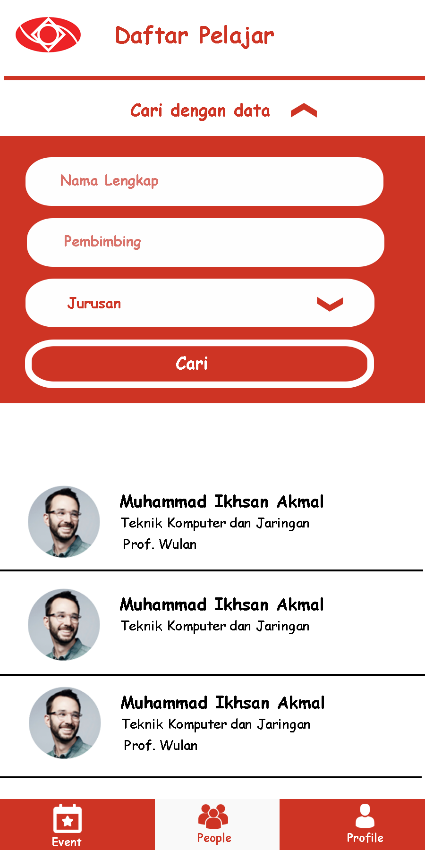 Daftar Pelajar
Cari dengan data
Nama Lengkap
Pembimbing
Jurusan
Cari
Muhammad Ikhsan Akmal
Teknik Komputer dan Jaringan
Prof. Wulan
Muhammad Ikhsan Akmal
Teknik Komputer dan Jaringan
Muhammad Ikhsan Akmal
Teknik Komputer dan Jaringan
Prof. Wulan
Event
People
Profile